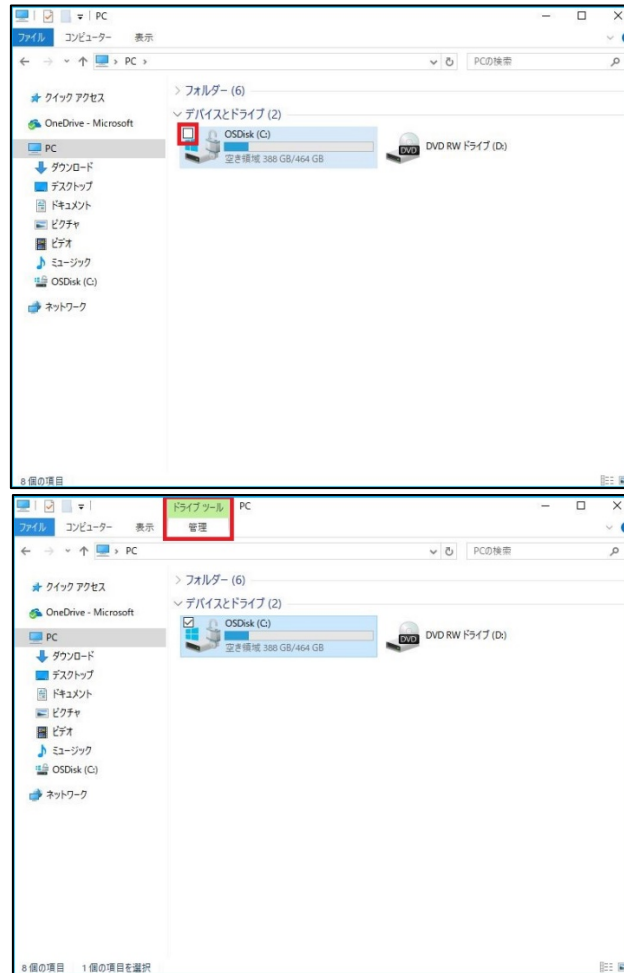 PC
ファイル コンピューター 表示
PC
PCの検索
クイック アクセス
OneDrive - Microsoft
PC
ダウンロード
デスクトップ
ドキュメント
ピクチャ
ビデオ
ミュージック
OSDisk (C:)
ネットワーク
フォルダー (6)
デバイスとドライブ (2)
OSDisk (C:)
空き領域 388 GB/464 GB
DVD
DVD RW ドライブ (D:)
8 個の項目
ドライブ ツール PC
ファイル コンピューター 表示 管理
PC
PCの検索
クイック アクセス
OneDrive - Microsoft
PC
ダウンロード
デスクトップ
ドキュメント
ピクチャ
ビデオ
ミュージック
OSDisk (C:)
ネットワーク
フォルダー (6)
デバイスとドライブ (2)
OSDisk (C:)
空き領域 388 GB/464 GB
DVD
DVD RW ドライブ (D:)
8 個の項目 1 個の項目を選択